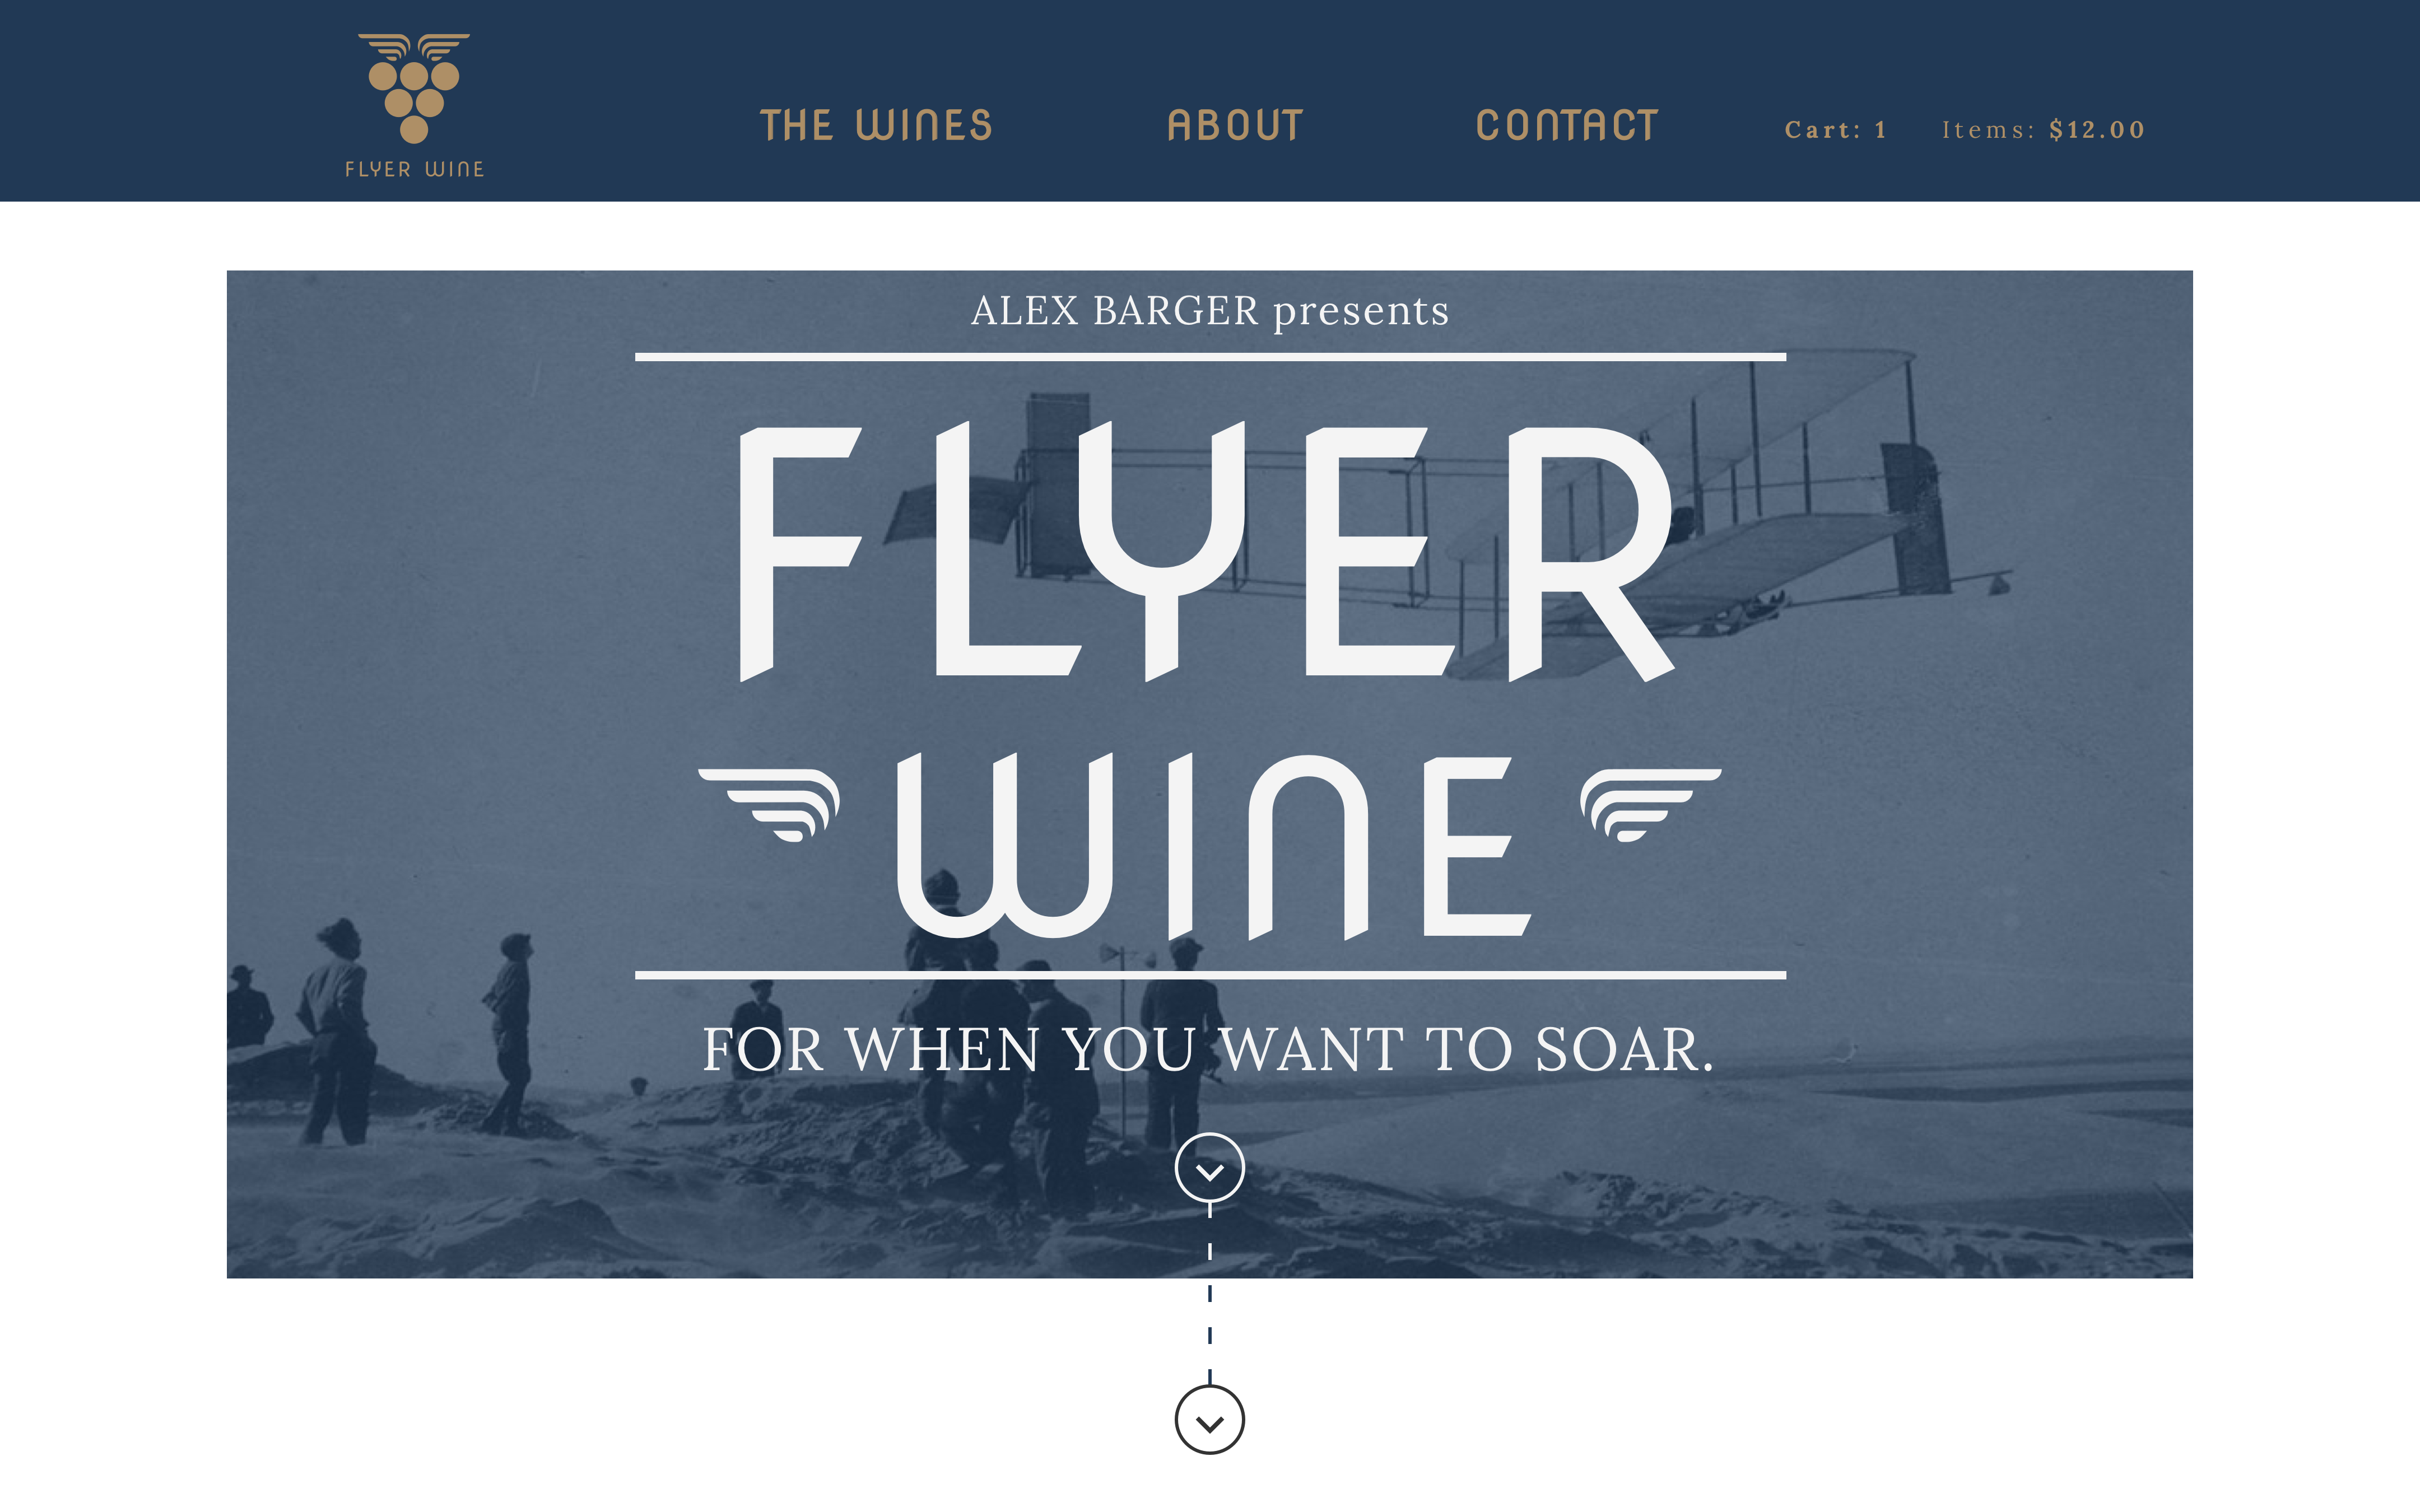 FLYER WINE
THE WINES
ABOUT
CONTACT
Cart: 1
Items: $12.00
ALEX BARGER presents
FLYER
WINE
FOR WHEN YOU WANT TO SOAR.